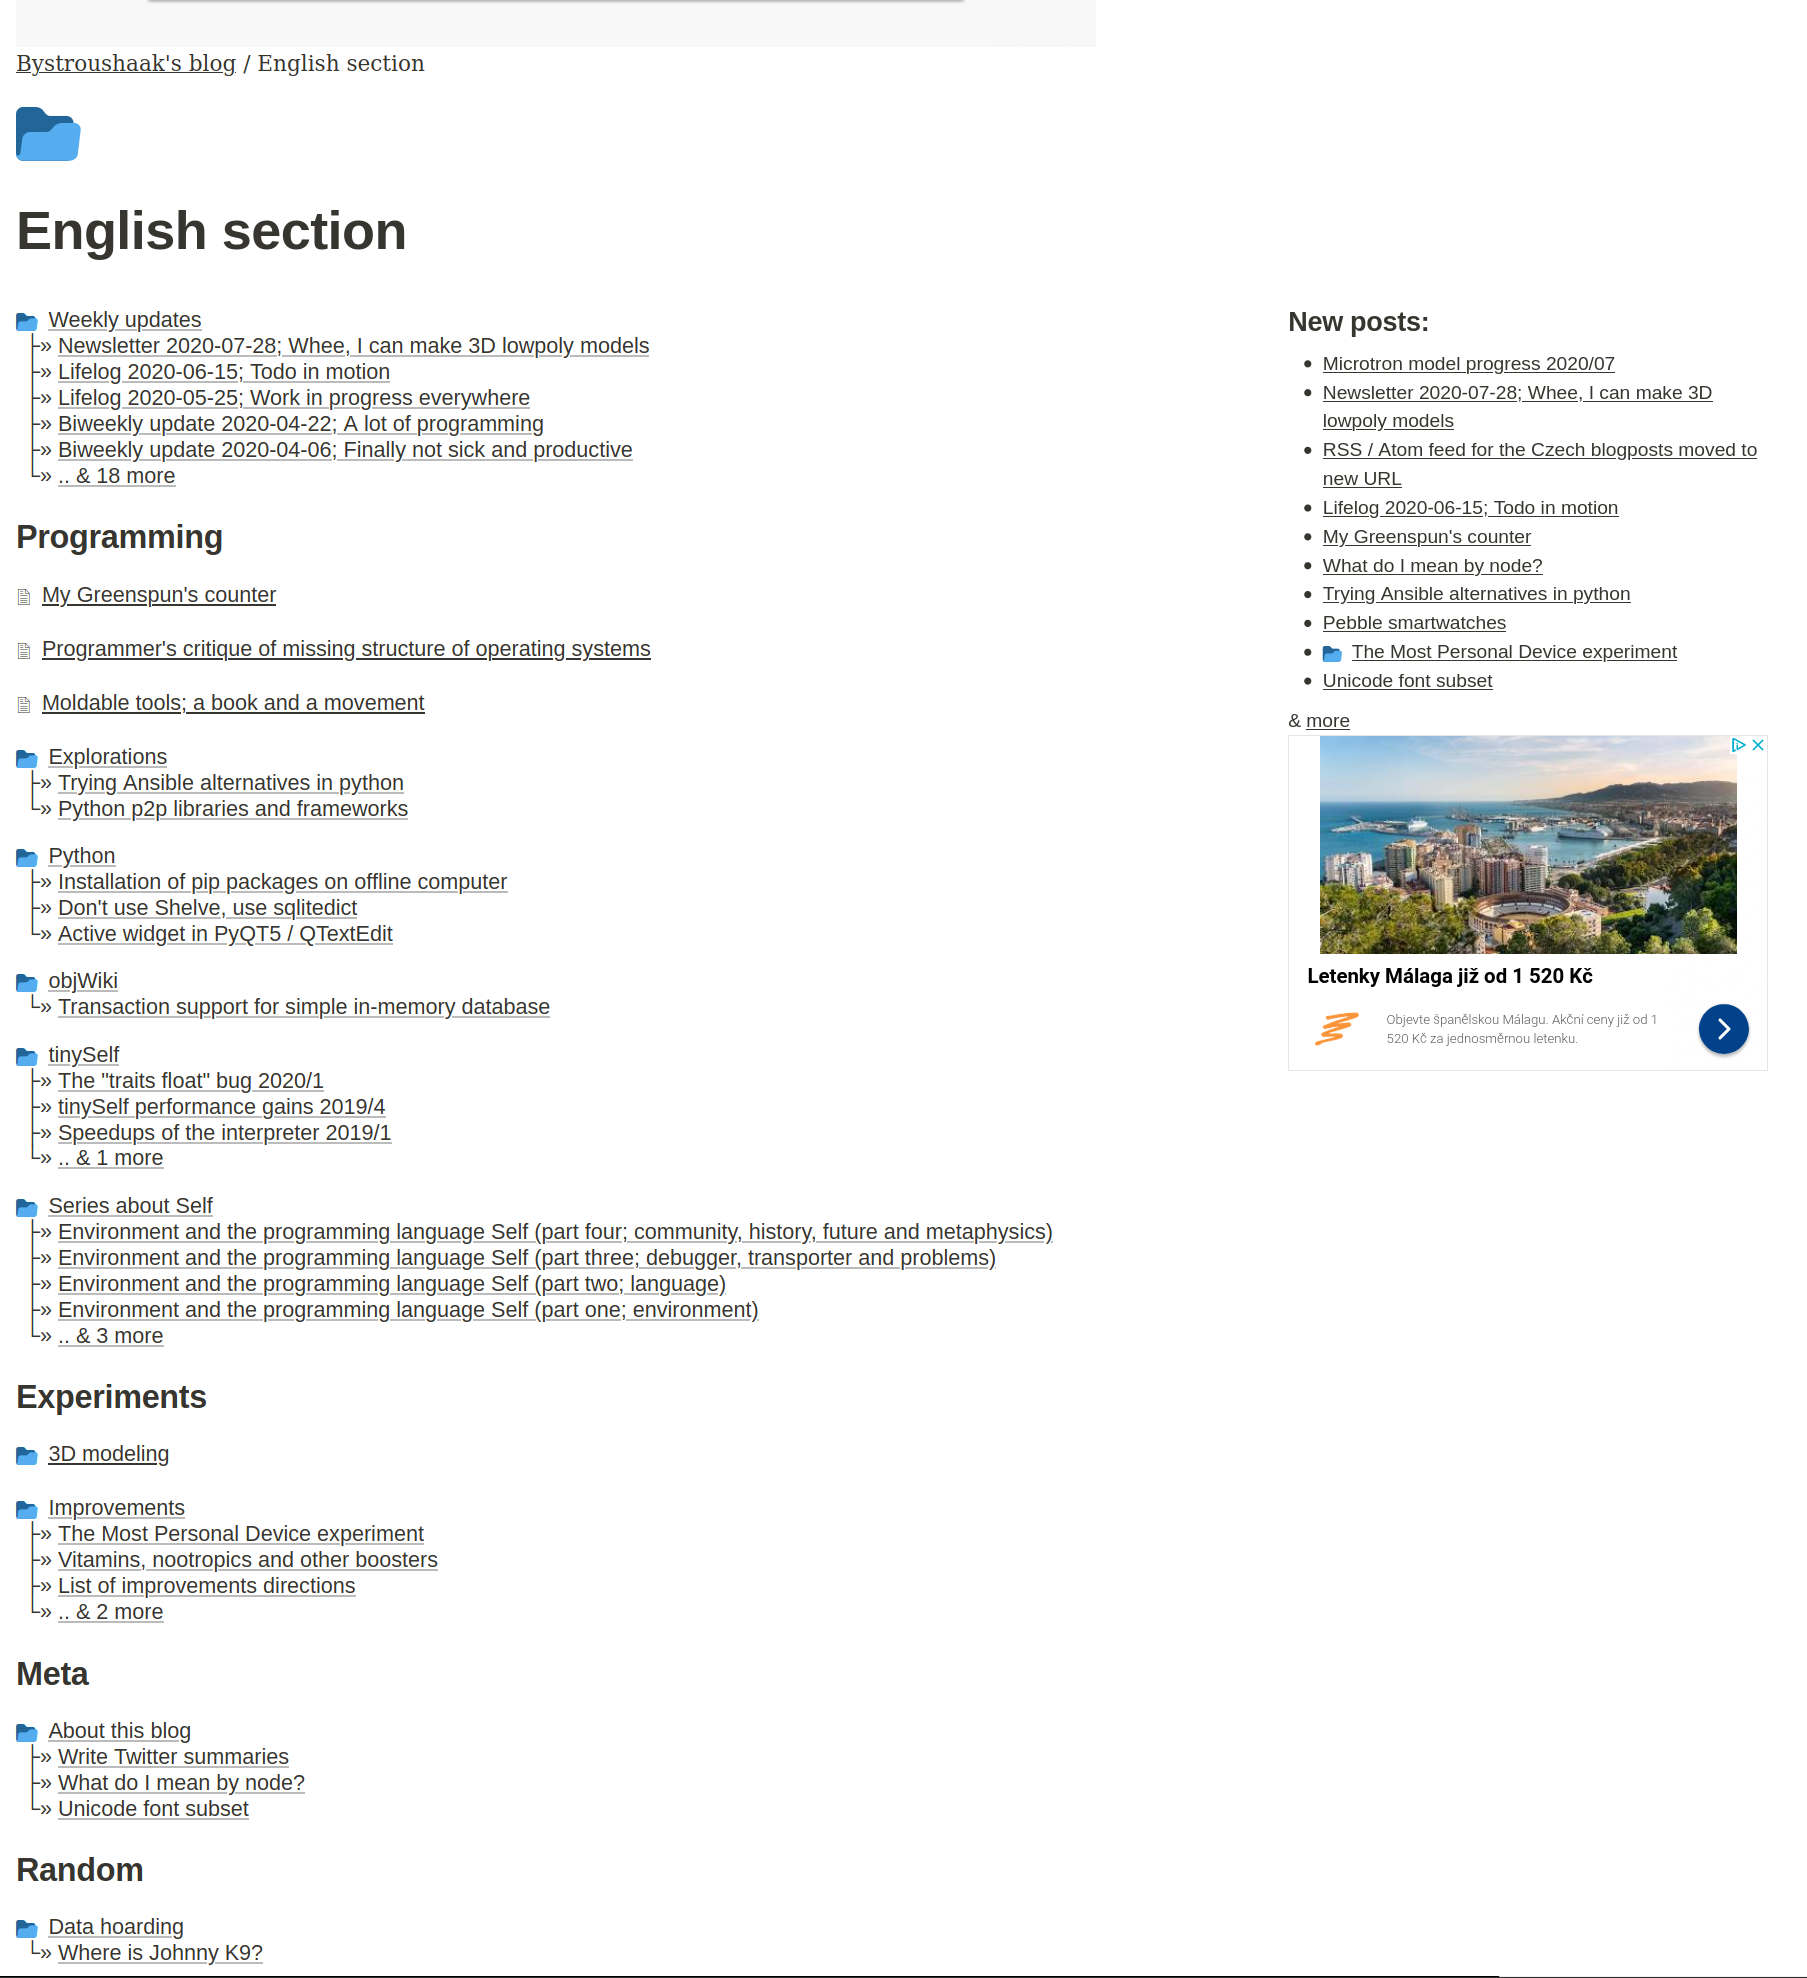 Bystroushaak's blog / English section
English section
Weekly updates
» Newsletter 2020-07-28; Whee, I can make 3D lowpoly models
» Lifelog 2020-06-15; Todo in motion
» Lifelog 2020-05-25; Work in progress everywhere
» Biweekly update 2020-04-22; A lot of programming
» Biweekly update 2020-04-06; Finally not sick and productive
» .. & 18 more
Programming
My Greenspun's counter
Programmer's critique of missing structure of operating systems
Moldable tools; a book and a movement
Explorations
» Trying Ansible alternatives in python
» Python p2p libraries and frameworks
Python
» Installation of pip packages on offline computer
» Don't use Shelve, use sqlitedict
» Active widget in PyQT5 / QTextEdit
objWiki
» Transaction support for simple in-memory database
tinySelf
» The "traits float" bug 2020/1
» tinySelf performance gains 2019/4
» Speedups of the interpreter 2019/1
» .. & 1 more
Series about Self
» Environment and the programming language Self (part four; community, history, future and metaphysics)
» Environment and the programming language Self (part three; debugger, transporter and problems)
» Environment and the programming language Self (part two; language)
» Environment and the programming language Self (part one; environment)
» .. & 3 more
Experiments
3D modeling
Improvements
» The Most Personal Device experiment
» Vitamins, nootropics and other boosters
» List of improvements directions
» .. & 2 more
Meta
About this blog
» Write Twitter summaries
» What do I mean by node?
» Unicode font subset
Random
Data hoarding
» Where is Johnny K9?
New posts:
• Microtron model progress 2020/07
• Newsletter 2020-07-28; Whee, I can make 3D
lowpoly models
• RSS / Atom feed for the Czech blogposts moved to
new URL
• Lifelog 2020-06-15; Todo in motion
• My Greenspun's counter
• What do I mean by node?
• Trying Ansible alternatives in python
• Pebble smartwatches
• The Most Personal Device experiment
• Unicode font subset
& more
Letenky Málaga již od 1 520 Kč
Objevte španělskou Málagu. Akční ceny již od 1
520 Kč za jednosměrnou letenku.